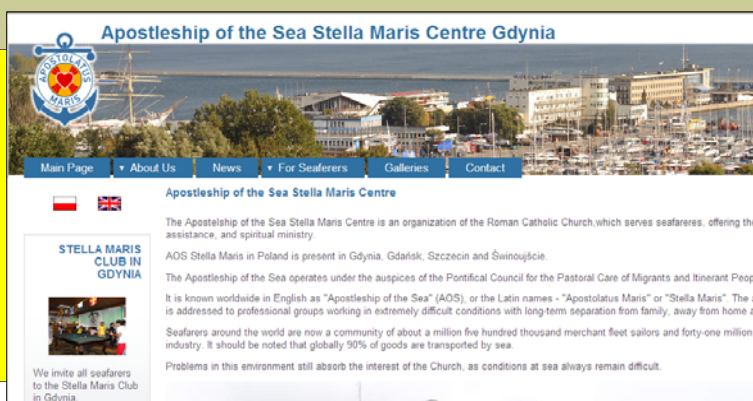 Apostleship of the Sea Stella Maris Centre Gdynia
APOSTOLATUS
MARIS
Main Page
About Us
News
For Seaferers
Galleries
Contact
Apostleship of the Sea Stella Maris Centre
The Apostelship of the Sea Stella Maris Centre is an organization of the Roman Catholic Church,which serves seafareres, offering the
assistance, and spiritual ministry.
AOS Stella Maris in Poland is present in Gdynia, Gdańsk, Szczecin and Świnoujście.
The Apostleship of the Sea operates under the auspices of the Pontifical Council for the Pastoral Care of Migrants and Itinerant Peop
It is known worldwide in English as "Apostleship of the Sea" (AOS), or the Latin names - "Apostolatus Maris" or "Stella Maris". The a
is addressed to professional groups working in extremely difficult conditions with long-term separation from family, away from home a
Seafarers around the world are now a community of about a million five hundred thousand merchant fleet sailors and forty-one million
industry. It should be noted that globally 90% of goods are transported by sea.
Problems in this environment still absorb the interest of the Church, as conditions at sea always remain difficult.
STELLA MARIS
CLUB IN
GDYNIA
We invite all seafarers
to the Stella Maris Club
in Gdynia